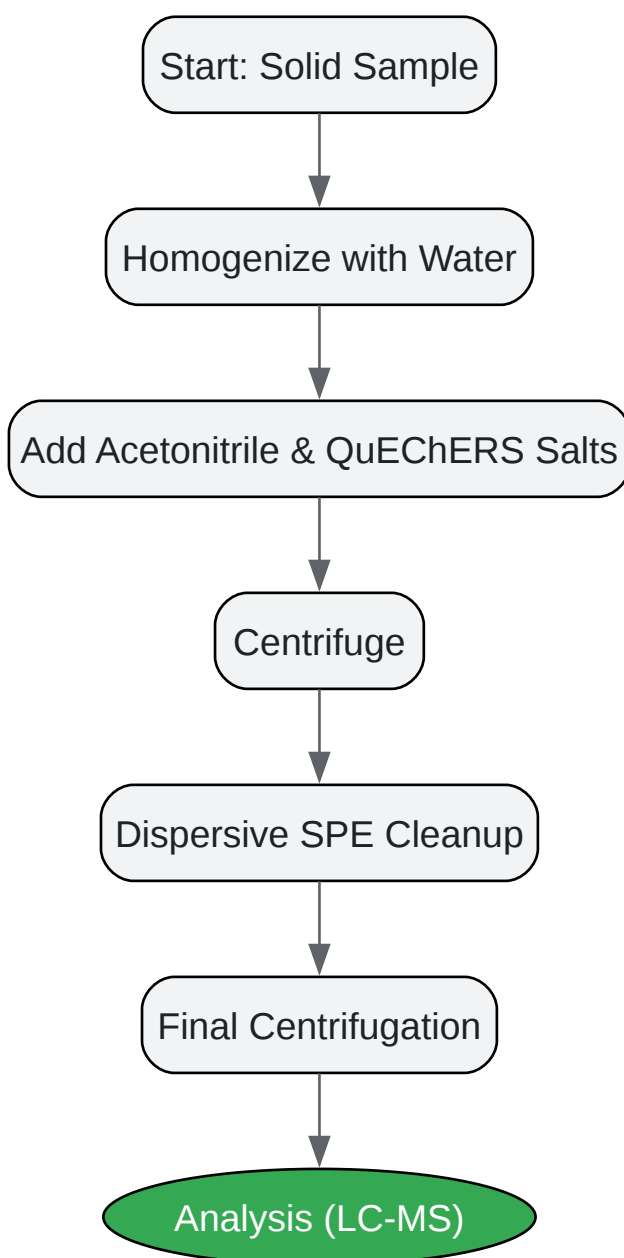 Start: Solid Sample
Homogenize with Water
Add Acetonitrile & QuEChERS Salts
Centrifuge
Dispersive SPE Cleanup
Final Centrifugation
Analysis (LC-MS)